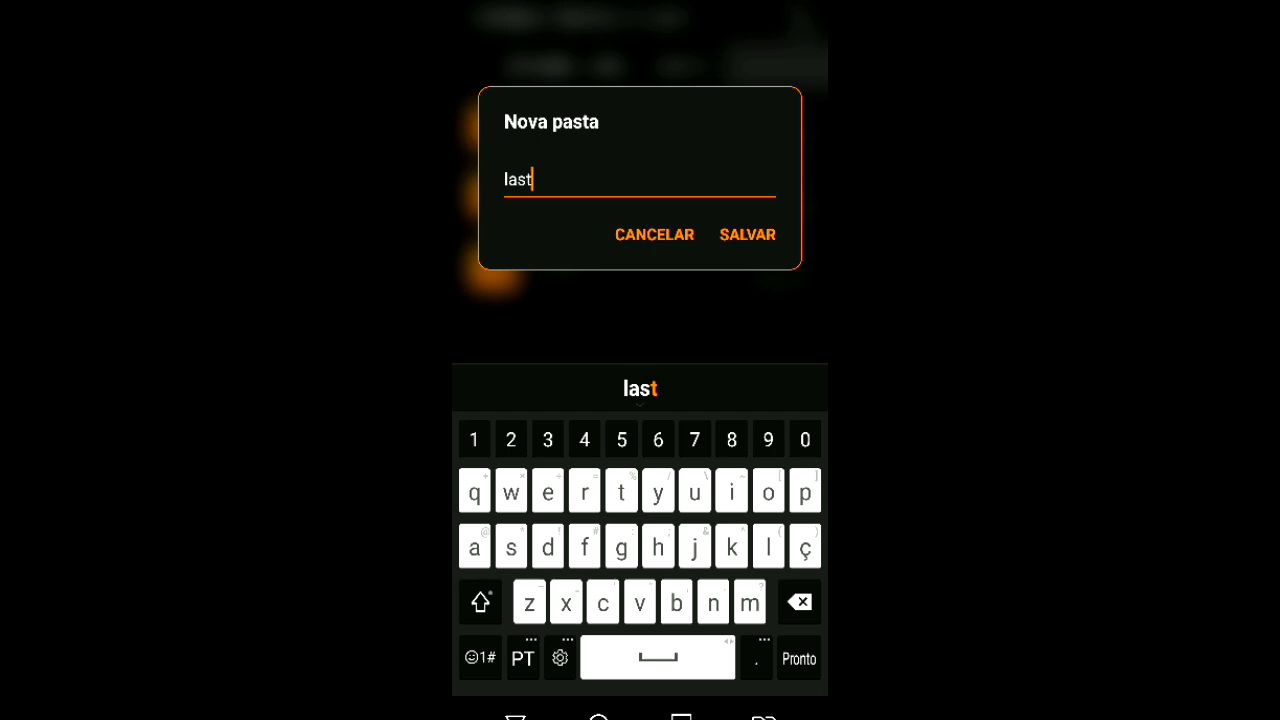 Nova pasta
last
CANCELAR SALVAR
last
1 2 3 4 5 6 7 8 9 0
q w e r t y u i o p
a s d f g h j k l ç
z x c v b n m
☺1# PT . Pronto